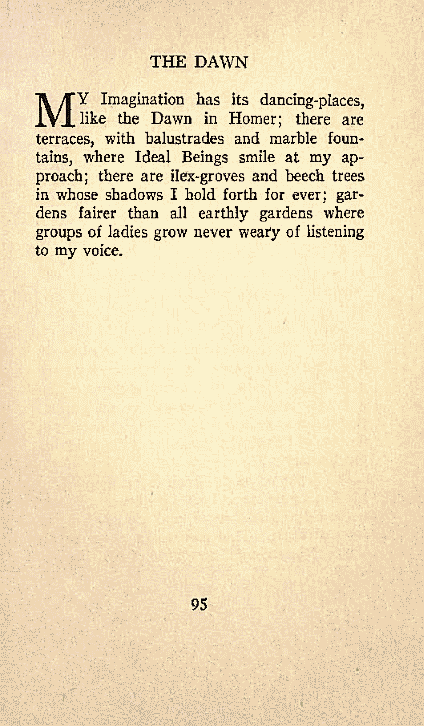 THE DAWN
MY Imagination has its dancing-places,
like the Dawn in Homer; there are
terraces, with balustrades and marble foun-
tains, where Ideal Beings smile at my ap-
proach; there are ilex-groves and beech trees
in whose shadows I hold forth for ever; gar-
dens fairer than all earthly gardens where
groups of ladies grow never weary of listening
to my voice.
95